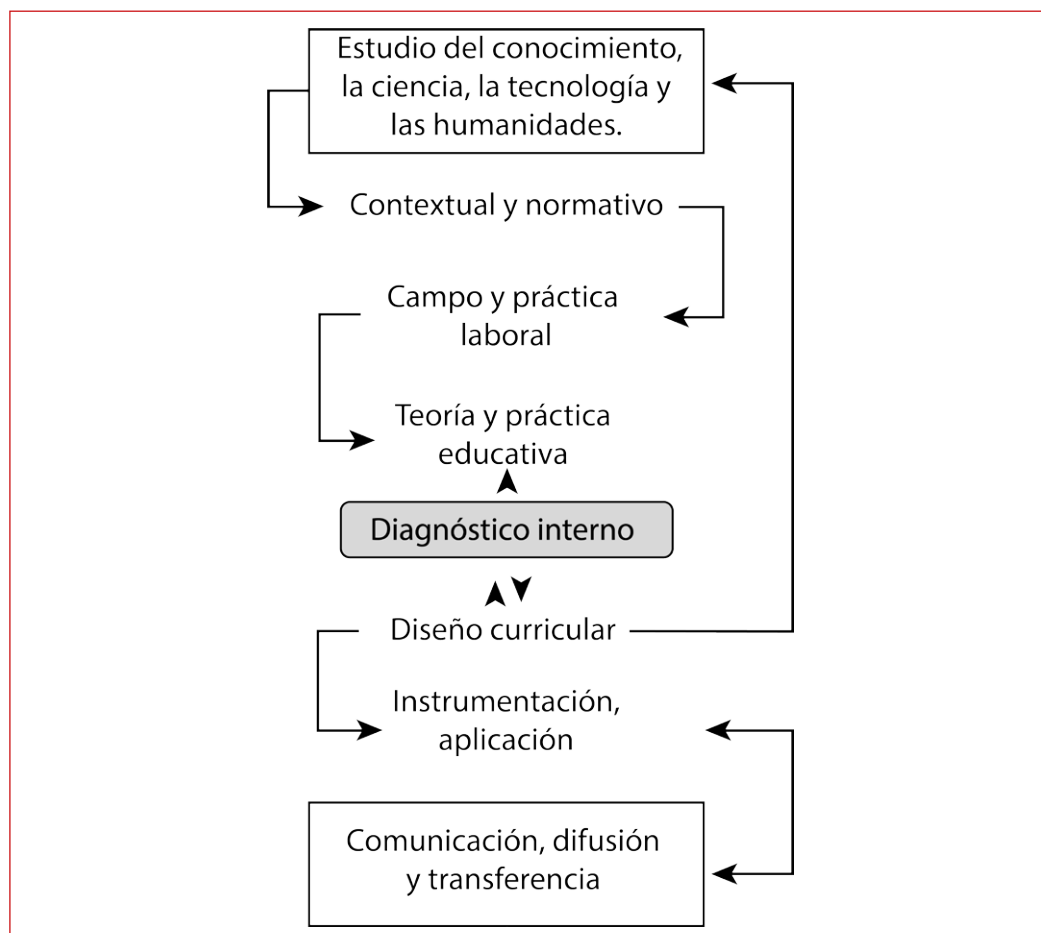 Estudio del conocimiento,
la ciencia, la tecnología y
las humanidades.
Contextual y normativo
Campo y práctica
laboral
Teoría y práctica
educativa
Diagnóstico interno
Diseño curricular
Instrumentación,
aplicación
Comunicación, difusión
y transferencia